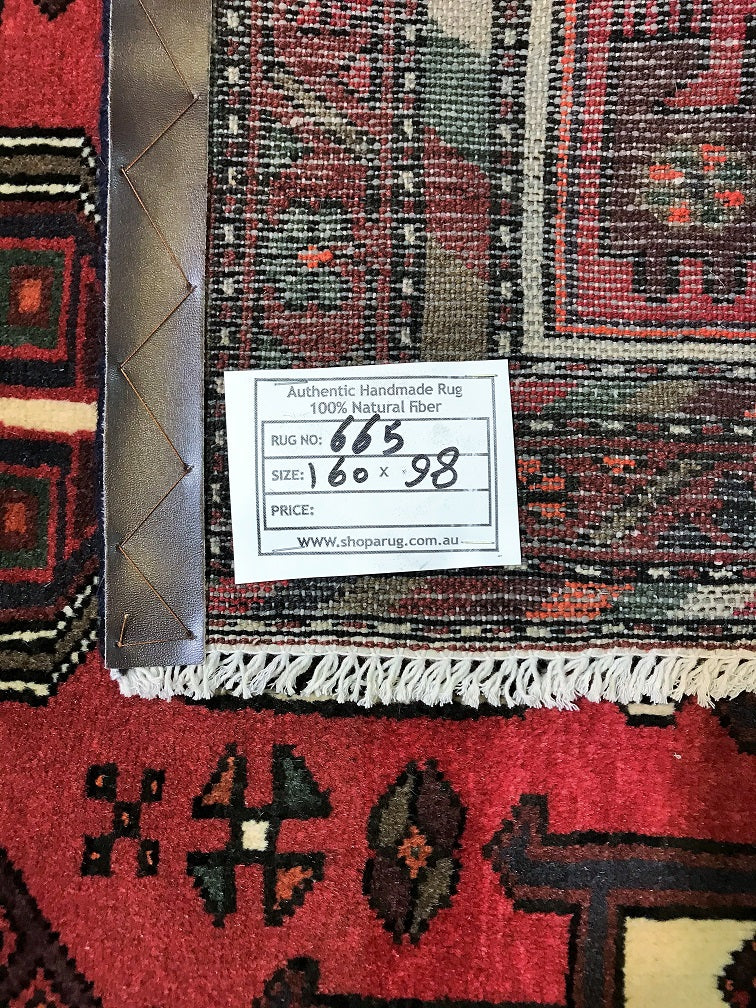 Authentic Handmade Rug
100% Natural Fiber
RUG NO: 665
SIZE: 160 x 98
PRICE:
www.shoparug.com.au